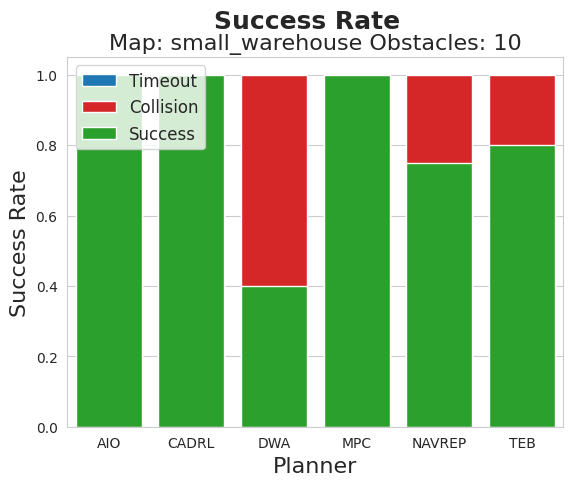 Success Rate
Map: small_warehouse Obstacles: 10
Timeout
Collision
Success
Success Rate
1.0
0.8
0.6
0.4
0.2
0.0
AIO CADRL DWA MPC NAVREP TEB
Planner